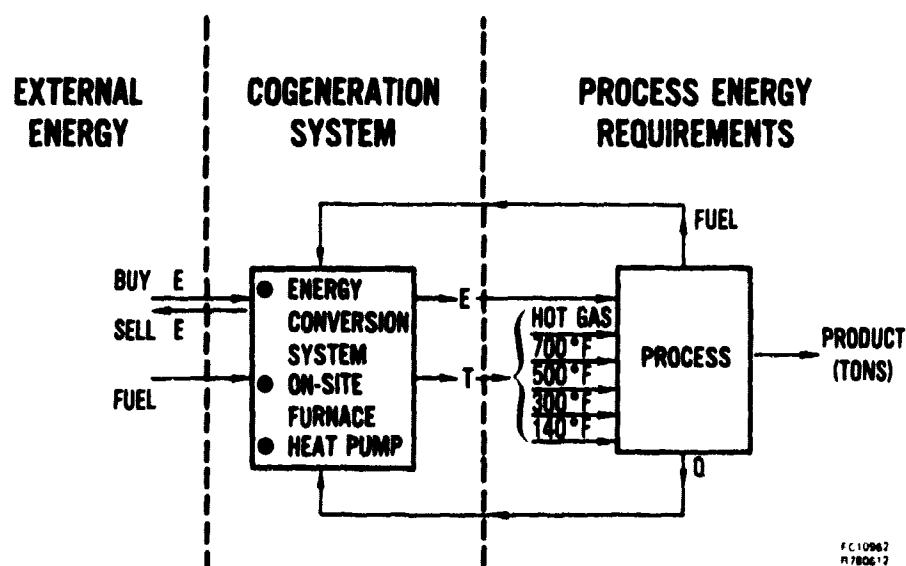 EXTERNAL
ENERGY
COGENERATION
SYSTEM
PROCESS ENERGY
REQUIREMENTS
FUEL
BUY E
SELL E
FUEL
● ENERGY
CONVERSION
SYSTEM
● ON-SITE
FURNACE
● HEAT PUMP
E
T
HOT GAS
700°F
500°F
300°F
140°F
PROCESS
PRODUCT
(TONS)
Q
FC10962
R780612